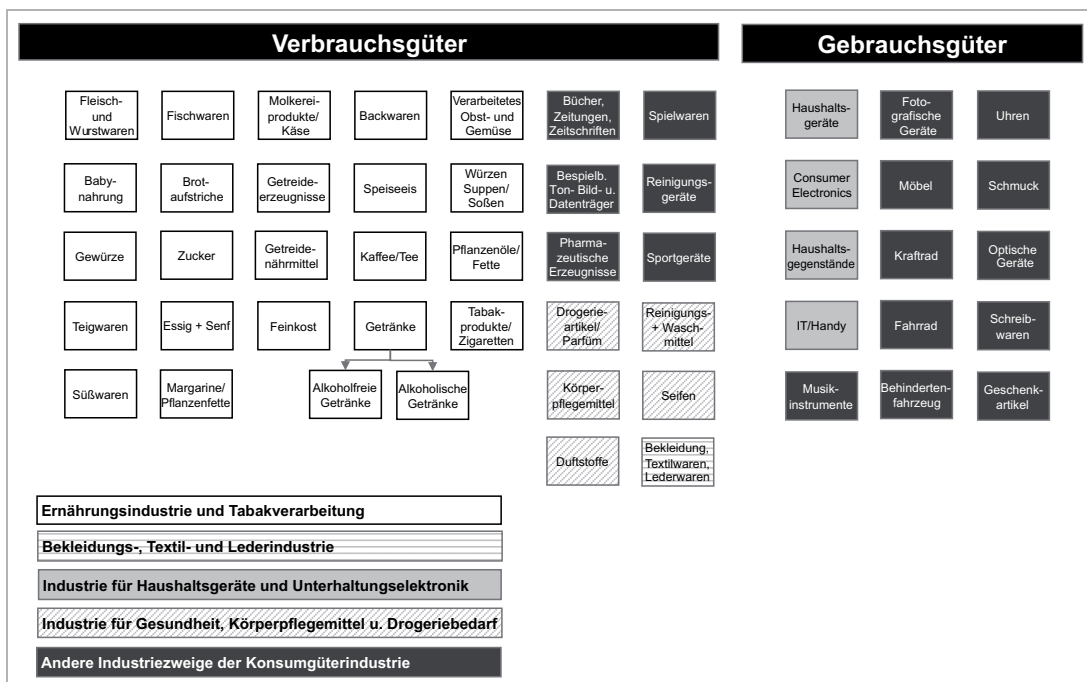 Verbrauchsgüter
Gebrauchsgüter
Fleisch-
und
Wurstwaren
Fischwaren
Molkerei-
produkte/
Käse
Backwaren
Verarbeitetes
Obst- und
Gemüse
Bücher,
Zeitungen,
Zeitschriften
Spielwaren
Haushalts-
geräte
Foto-
grafische
Geräte
Uhren
Baby-
nahrung
Brot-
aufstriche
Getreide-
erzeugnisse
Speiseeis
Würzen
Suppen/
Soßen
Bespielb.
Ton- Bild- u.
Datenträger
Reinigungs-
geräte
Consumer
Electronics
Möbel
Schmuck
Gewürze
Zucker
Getreide-
nährmittel
Kaffee/Tee
Pflanzenöle/
Fette
Pharma-
zeutische
Erzeugnisse
Sportgeräte
Haushalts-
gegenstände
Kraftrad
Optische
Geräte
Teigwaren
Essig + Senf
Feinkost
Getränke
Tabak-
produkte/
Zigaretten
Drogerie-
artikel/
Parfüm
Reinigungs-
+ Wasch-
mittel
IT/Handy
Fahrrad
Schreib-
waren
Süßwaren
Margarine/
Pflanzenfette
Alkoholfreie
Getränke
Alkoholische
Getränke
Körper-
pflegemittel
Seifen
Musik-
instrumente
Behinderten-
fahrzeug
Geschenk-
artikel
Duftstoffe
Bekleidung,
Textilwaren,
Lederwaren
Ernährungsindustrie und Tabakverarbeitung
Bekleidungs-, Textil- und Lederindustrie
Industrie für Haushaltsgeräte und Unterhaltungselektronik
Industrie für Gesundheit, Körperpflegemittel u. Drogeriebedarf
Andere Industriezweige der Konsumgüterindustrie